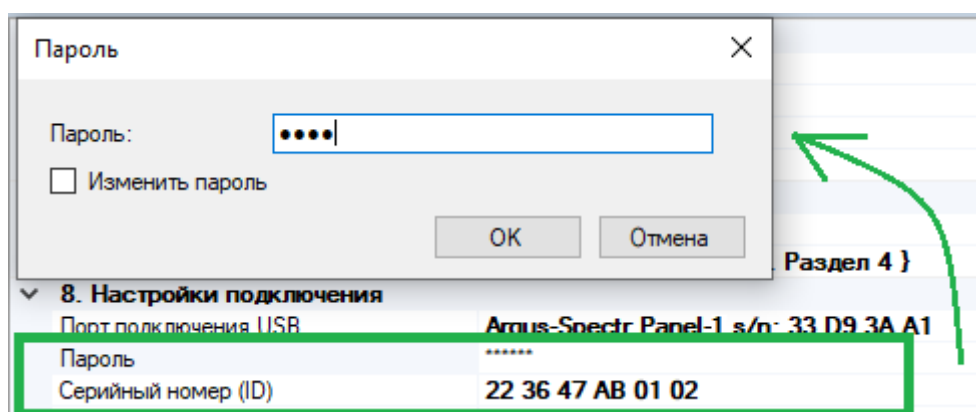 Пароль
Пароль: ••••
Изменить пароль
OK Отмена
. Раздел 4 }
8. Настройки подключения
Порт подключения USB Argus-Spectr Panel-1 s/n: 33 D9 3A A1
Пароль ******
Серийный номер (ID) 22 36 47 AB 01 02